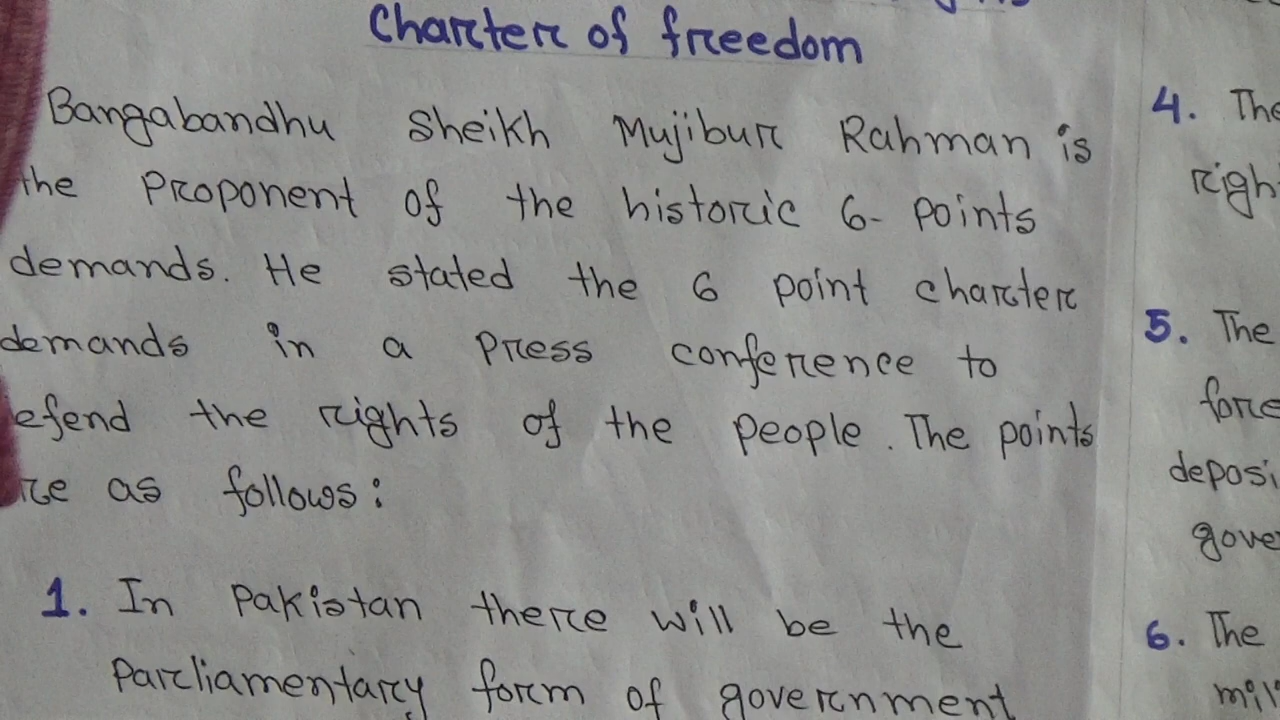 Charter of freedom
Bangabandhu Sheikh Mujibur Rahman is
the Proponent of the historic 6- points
demands. He stated the 6 point charter
demands in a press conference to
efend the rights of the people. The points
re as follows:
1. In Pakistan there will be the
Parliamentary form of government
4. The
righ
5. The
force
deposi
gove
6. The
mili